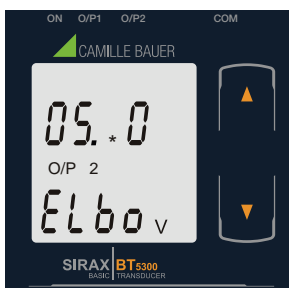 ON O/P1 O/P2 COM
CAMILLE BAUER
05.*0
O/P 2
ELbo V
SIRAX BT5300
BASIC TRANSDUCER